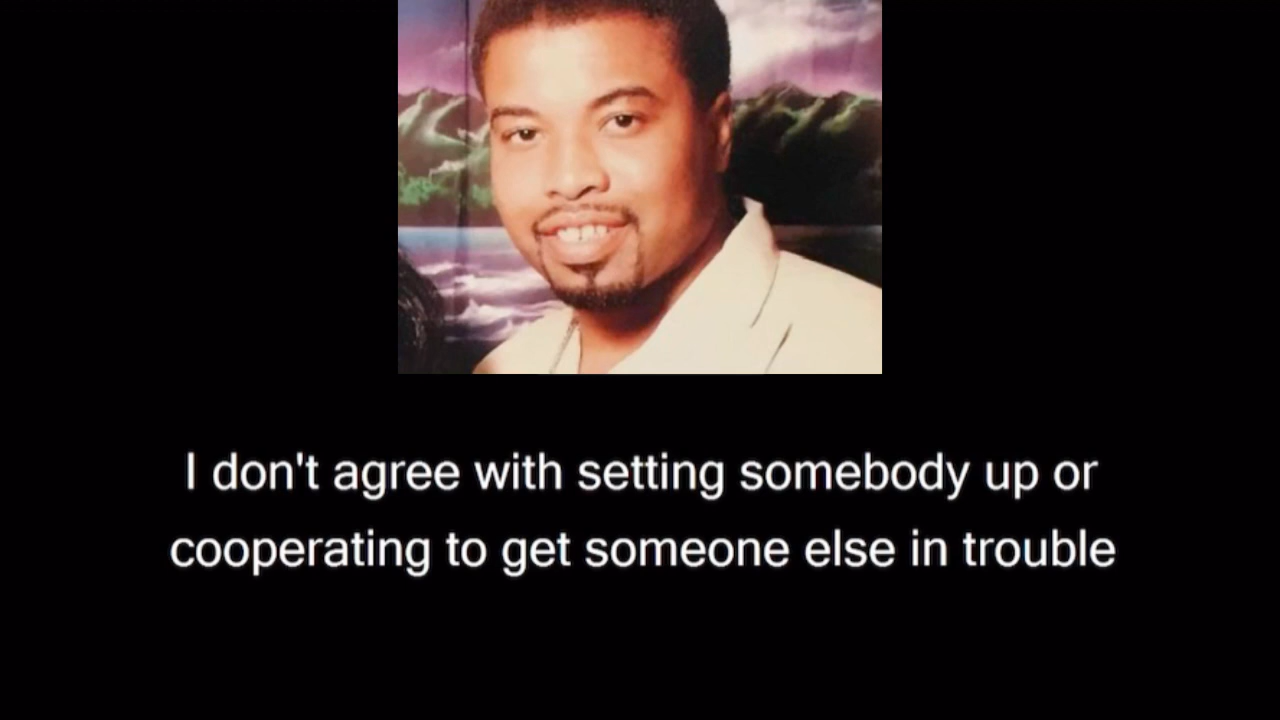 I don't agree with setting somebody up or
cooperating to get someone else in trouble